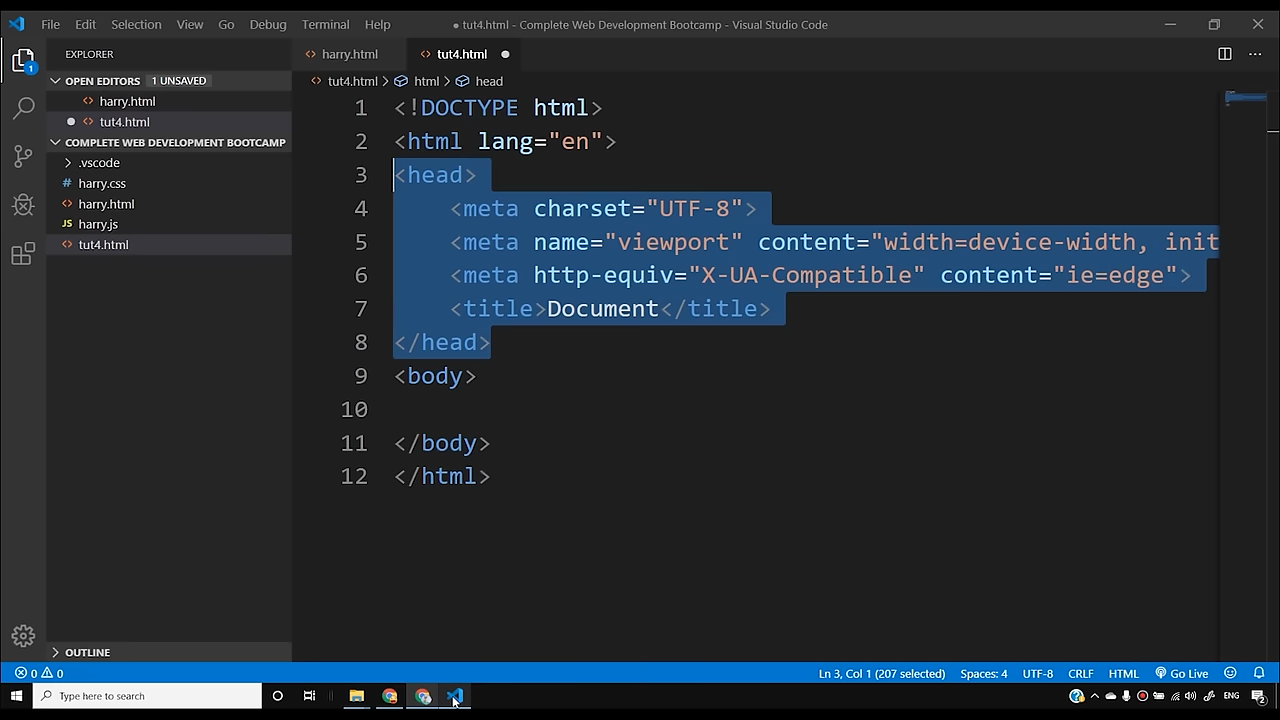 File Edit Selection View Go Debug Terminal Help
● tut4.html - Complete Web Development Bootcamp - Visual Studio Code
EXPLORER
OPEN EDITORS 1 UNSAVED
harry.html
tut4.html
COMPLETE WEB DEVELOPMENT BOOTCAMP
.vscode
# harry.css
harry.html
JS harry.js
tut4.html
OUTLINE
1
harry.html tut4.html
tut4.html > html > head
1 <!DOCTYPE html>
2 <html lang="en">
3 <head>
4 <meta charset="UTF-8">
5 <meta name="viewport" content="width=device-width, init
6 <meta http-equiv="X-UA-Compatible" content="ie=edge">
7 <title>Document</title>
8 </head>
9 <body>
10
11 </body>
12 </html>
0 0 Ln 3, Col 1 (207 selected) Spaces: 4 UTF-8 CRLF HTML Go Live
Type here to search
ENG 2